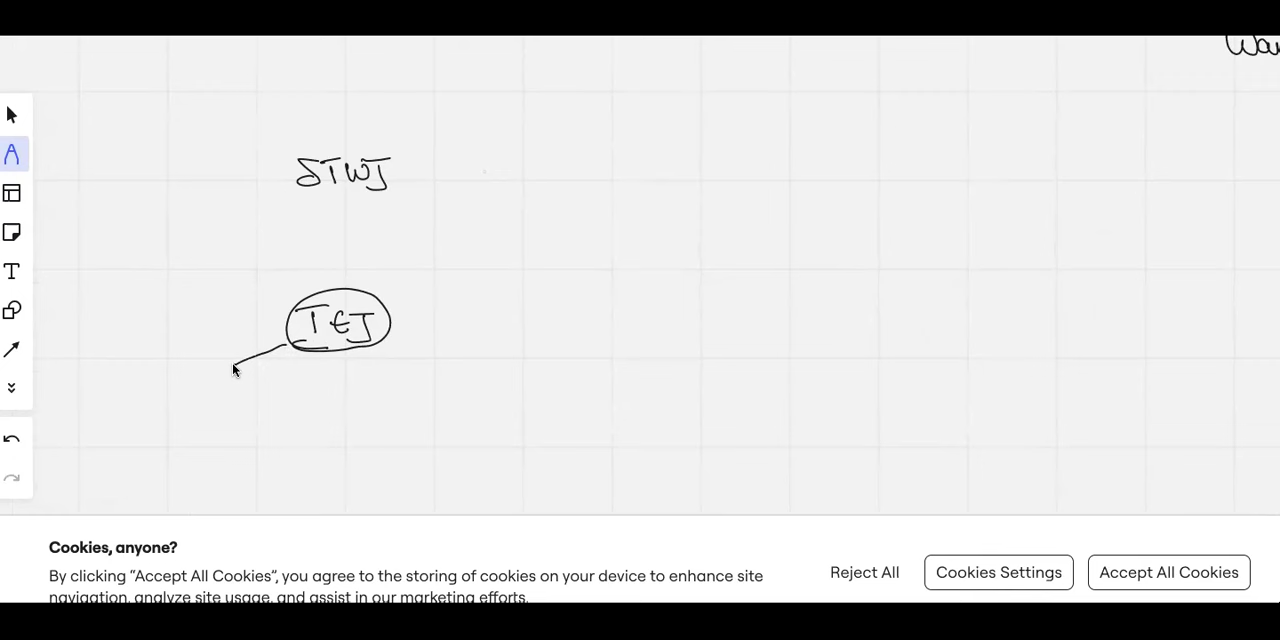 Wa
STWJ
TEJ
Cookies, anyone?
By clicking “Accept All Cookies”, you agree to the storing of cookies on your device to enhance site
navigation, analyze site usage, and assist in our marketing efforts.
Reject All
Cookies Settings
Accept All Cookies